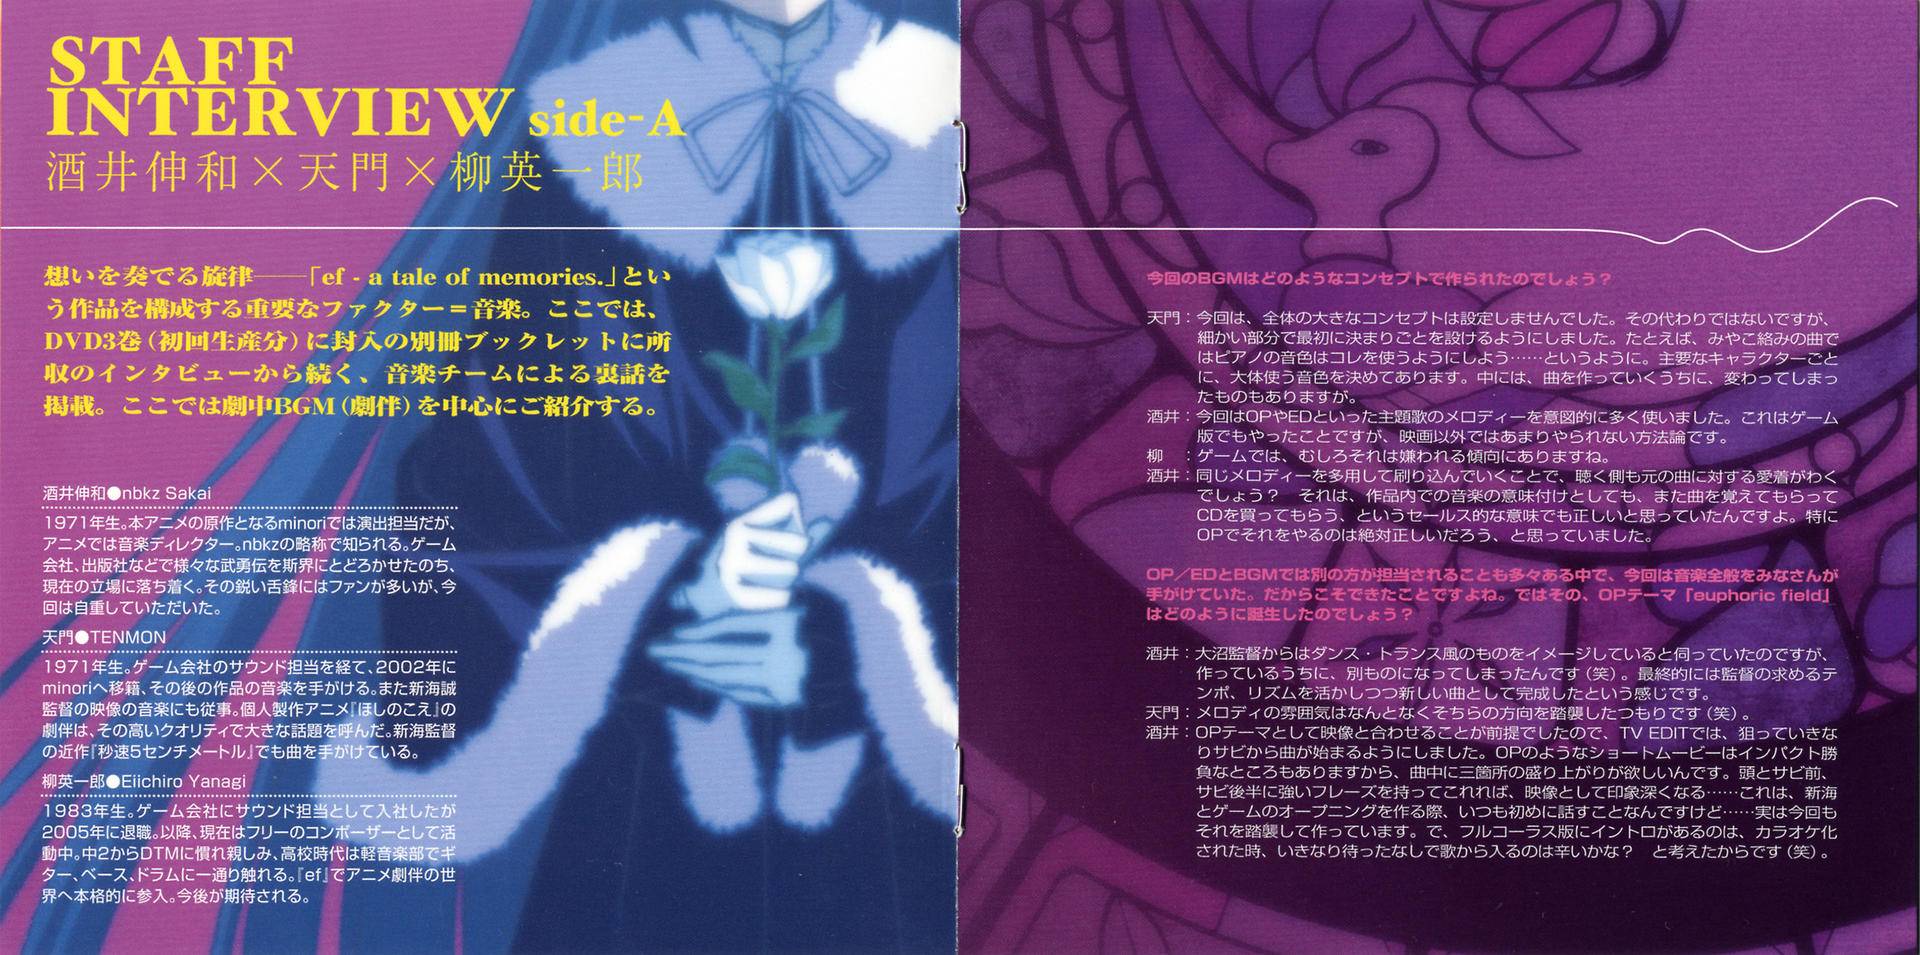 STAFF
INTERVIEW side-A
酒井伸和×天門×柳英一郎
想いを奏でる旋律――「ef - a tale of memories.」とい
う作品を構成する重要なファクター＝音楽。ここでは、
DVD3巻（初回生産分）に封入の別冊ブックレットに所
収のインタビューから続く、音楽チームによる裏話を
掲載。ここでは劇中BGM（劇伴）を中心にご紹介する。
酒井伸和●nbkz Sakai
1971年生。本アニメの原作となるminoriでは演出担当だが、
アニメでは音楽ディレクター。nbkzの略称で知られる。ゲーム
会社、出版社などで様々な武勇伝を斯界にとどろかせたのち、
現在の立場に落ち着く。その鋭い舌鋒にはファンが多いが、今
回は自重していただいた。
天門●TENMON
1971年生。ゲーム会社のサウンド担当を経て、2002年に
minoriへ移籍、その後の作品の音楽を手がける。また新海誠
監督の映像の音楽にも従事。個人製作アニメ『ほしのこえ』の
劇伴は、その高いクオリティで大きな話題を呼んだ。新海監督
の近作『秒速5センチメートル』でも曲を手がけている。
柳英一郎●Eiichiro Yanagi
1983年生。ゲーム会社にサウンド担当として入社したが
2005年に退職。以降、現在はフリーのコンポーザーとして活
動中。中2からDTMに慣れ親しみ、高校時代は軽音楽部でギ
ター、ベース、ドラムに一通り触れる。『ef』でアニメ劇伴の世
界へ本格的に参入。今後が期待される。
今回のBGMはどのようなコンセプトで作られたのでしょう？
天門：今回は、全体の大きなコンセプトは設定しませんでした。その代わりではないですが、
細かい部分で最初に決まりごとを設けるようにしました。たとえば、みやこ絡みの曲で
はピアノの音色はコレを使うようにしよう……というように。主要なキャラクターごと
に、大体使う音色を決めてあります。中には、曲を作っていくうちに、変わってしまっ
たものもありますが。
酒井：今回はOPやEDといった主題歌のメロディーを意図的に多く使いました。これはゲーム
版でもやったことですが、映画以外ではあまりやられない方法論です。
柳　：ゲームでは、むしろそれは嫌われる傾向にありますね。
酒井：同じメロディーを多用して刷り込んでいくことで、聴く側も元の曲に対する愛着がわく
でしょう？　それは、作品内での音楽の意味付けとしても、また曲を覚えてもらって
CDを買ってもらう、というセールス的な意味でも正しいと思っていたんですよ。特に
OPでそれをやるのは絶対正しいだろう、と思っていました。
OP／EDとBGMでは別の方が担当されることも多々ある中で、今回は音楽全般をみなさんが
手がけていた。だからこそできたことですよね。ではその、OPテーマ「euphoric field」
はどのように誕生したのでしょう？
酒井：大沼監督からはダンス・トランス風のものをイメージしていると伺っていたのですが、
作っているうちに、別ものになってしまったんです（笑）。最終的には監督の求めるテ
ンポ、リズムを活かしつつ新しい曲として完成したという感じです。
天門：メロディの雰囲気はなんとなくそちらの方向を踏襲したつもりです（笑）。
酒井：OPテーマとして映像と合わせることが前提でしたので、TV EDITでは、狙っていきな
りサビから曲が始まるようにしました。OPのようなショートムービーはインパクト勝
負なところもありますから、曲中に三箇所の盛り上がりが欲しいんです。頭とサビ前、
サビ後半に強いフレーズを持ってこれれば、映像として印象深くなる……これは、新海
とゲームのオープニングを作る際、いつも初めに話すことなんですけど……実は今回も
それを踏襲して作っています。で、フルコーラス版にイントロがあるのは、カラオケ化
された時、いきなり待ったなしで歌から入るのは辛いかな？　と考えたからです（笑）。